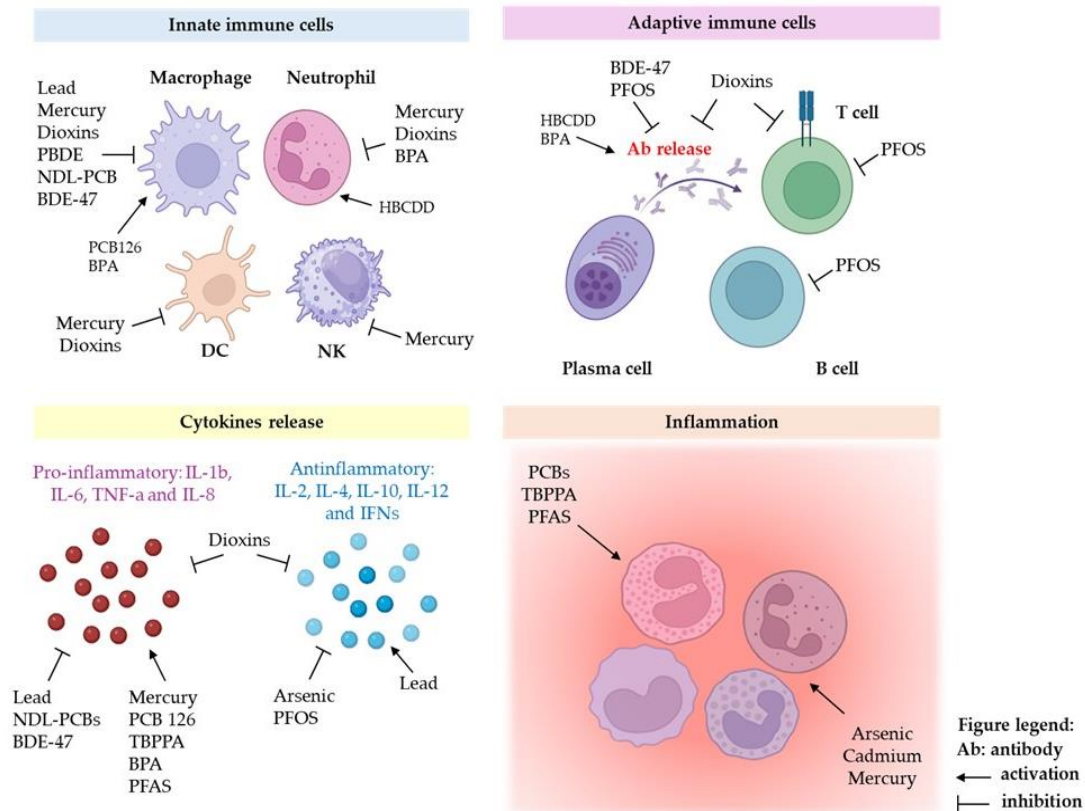 Innate immune cells
Macrophage
Neutrophil
Lead
Mercury
Dioxins
PBDE
NDL-PCB
BDE-47
Mercury
Dioxins
BPA
HBCDD
PCB126
BPA
Mercury
Dioxins
DC
NK
Mercury
Adaptive immune cells
BDE-47
PFOS
Dioxins
HBCDD
BPA
Ab release
T cell
PFOS
PFOS
Plasma cell
B cell
Cytokines release
Pro-inflammatory: IL-1b,
IL-6, TNF-a and IL-8
Antinflammatory:
IL-2, IL-4, IL-10, IL-12
and IFNs
Dioxins
Lead
NDL-PCBs
BDE-47
Mercury
PCB 126
TBPPA
BPA
PFAS
Arsenic
PFOS
Lead
Inflammation
PCBs
TBPPA
PFAS
Arsenic
Cadmium
Mercury
Figure legend:
Ab: antibody
activation
inhibition